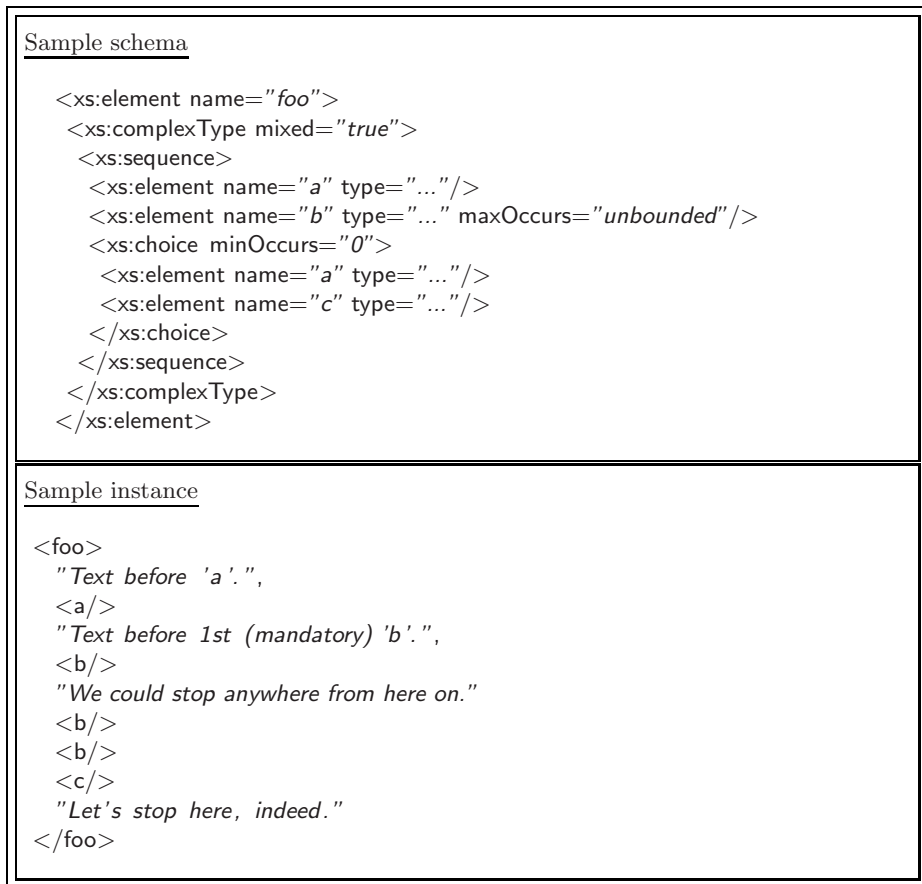 Sample schema
<xs:element name="foo">
<xs:complexType mixed="true">
<xs:sequence>
<xs:element name="a" type="..."/>
<xs:element name="b" type="..." maxOccurs="unbounded"/>
<xs:choice minOccurs="0">
<xs:element name="a" type="..."/>
<xs:element name="c" type="..."/>
</xs:choice>
</xs:sequence>
</xs:complexType>
</xs:element>
Sample instance
<foo>
"Text before 'a'.",
<a/>
"Text before 1st (mandatory) 'b'.",
<b/>
"We could stop anywhere from here on."
<b/>
<b/>
<c/>
"Let's stop here, indeed."
</foo>